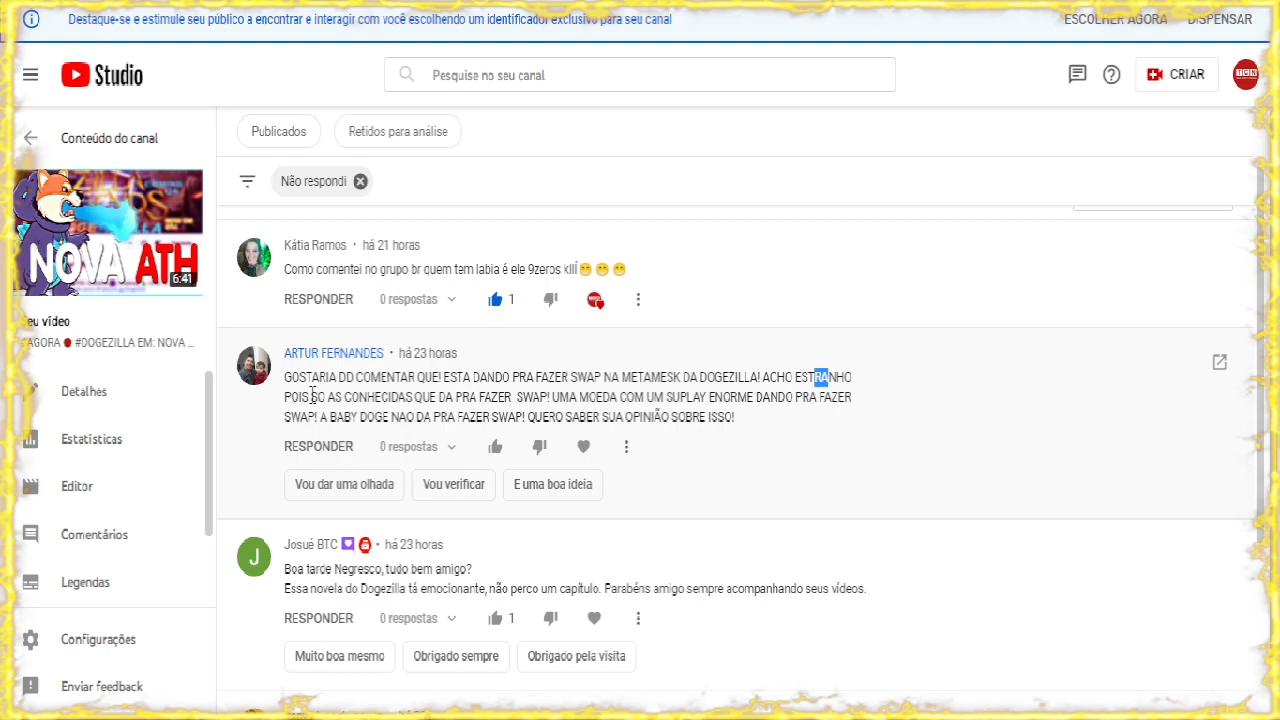 Destaque-se e estimule seu público a encontrar e interagir com você escolhendo um identificador exclusivo para seu canal
ESCOLHER AGORA DISPENSAR
Studio
Pesquise no seu canal
CRIAR
TCN
Conteúdo do canal
Publicados Retidos para análise
Não respondi
NOVA ATH
6:41
Kátia Ramos • há 21 horas
Como comentei no grupo br quem tem labia é ele 9zeros kllÍ😁😁😁
RESPONDER 0 respostas 1
eu vídeo
AGORA 🔴 #DOGEZILLA EM: NOVA ...
ARTUR FERNANDES • há 23 horas
GOSTARIA DD COMENTAR QUE! ESTA DANDO PRA FAZER SWAP NA METAMESK DA DOGEZILLA! ACHO ESTRANHO
POIS SO AS CONHECIDAS QUE DA PRA FAZER SWAP! UMA MOEDA COM UM SUPLAY ENORME DANDO PRA FAZER
SWAP! A BABY DOGE NAO DA PRA FAZER SWAP! QUERO SABER SUA OPINIÃO SOBRE ISSO!
RESPONDER 0 respostas
Vou dar uma olhada Vou verificar E uma boa ideia
Detalhes
Estatísticas
Editor
Comentários
Legendas
Configurações
Enviar feedback
J
Josué BTC • há 23 horas
Boa tarde Negresco, tudo bem amigo?
Essa novela do Dogezilla tá emocionante, não perco um capítulo. Parabéns amigo sempre acompanhando seus vídeos.
RESPONDER 0 respostas 1
Muito boa mesmo Obrigado sempre Obrigado pela visita